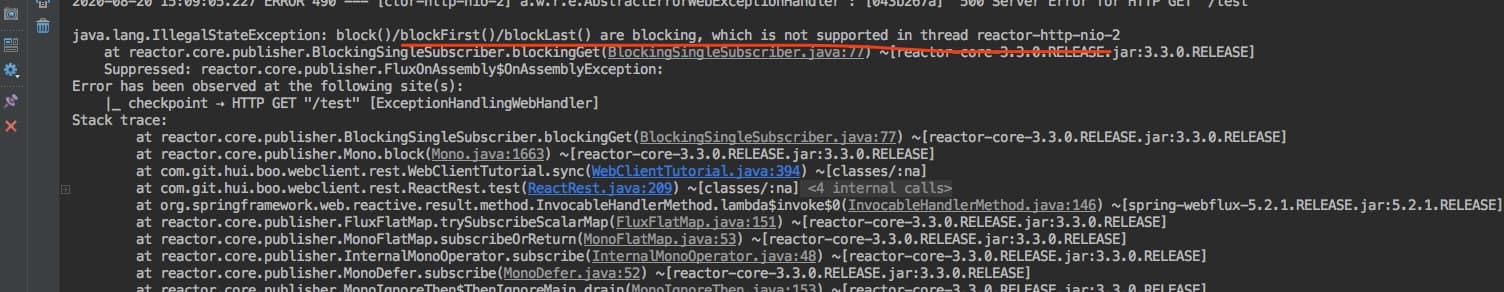 2020-08-20 15:09:05.227 ERROR 490 --- [ctor-http-nio-2] a.w.r.e.AbstractErrorWebExceptionHandler : [043b267a] 500 Server Error for HTTP GET "/test"
java.lang.IllegalStateException: block()/blockFirst()/blockLast() are blocking, which is not supported in thread reactor-http-nio-2
at reactor.core.publisher.BlockingSingleSubscriber.blockingGet(BlockingSingleSubscriber.java:77) ~[reactor-core-3.3.0.RELEASE.jar:3.3.0.RELEASE]
Suppressed: reactor.core.publisher.FluxOnAssembly$OnAssemblyException:
Error has been observed at the following site(s):
|_ checkpoint → HTTP GET "/test" [ExceptionHandlingWebHandler]
Stack trace:
at reactor.core.publisher.BlockingSingleSubscriber.blockingGet(BlockingSingleSubscriber.java:77) ~[reactor-core-3.3.0.RELEASE.jar:3.3.0.RELEASE]
at reactor.core.publisher.Mono.block(Mono.java:1663) ~[reactor-core-3.3.0.RELEASE.jar:3.3.0.RELEASE]
at com.git.hui.boo.webclient.rest.WebClientTutorial.sync(WebClientTutorial.java:394) ~[classes/:na]
at com.git.hui.boo.webclient.rest.ReactRest.test(ReactRest.java:209) ~[classes/:na] <4 internal calls>
at org.springframework.web.reactive.result.method.InvocableHandlerMethod.lambda$invoke$0(InvocableHandlerMethod.java:146) ~[spring-webflux-5.2.1.RELEASE.jar:5.2.1.RELEASE]
at reactor.core.publisher.FluxFlatMap.trySubscribeScalarMap(FluxFlatMap.java:151) ~[reactor-core-3.3.0.RELEASE.jar:3.3.0.RELEASE]
at reactor.core.publisher.MonoFlatMap.subscribeOrReturn(MonoFlatMap.java:53) ~[reactor-core-3.3.0.RELEASE.jar:3.3.0.RELEASE]
at reactor.core.publisher.InternalMonoOperator.subscribe(InternalMonoOperator.java:48) ~[reactor-core-3.3.0.RELEASE.jar:3.3.0.RELEASE]
at reactor.core.publisher.MonoDefer.subscribe(MonoDefer.java:52) ~[reactor-core-3.3.0.RELEASE.jar:3.3.0.RELEASE]
at reactor.core.publisher.MonoIgnoreThen$ThenIgnoreMain.drain(MonoIgnoreThen.java:153) ~[reactor-core-3.3.0.RELEASE.jar:3.3.0.RELEASE]